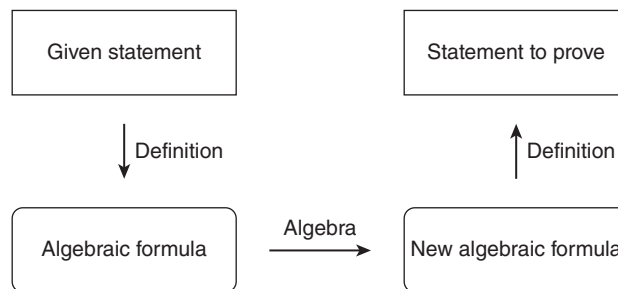 Given statement
Statement to prove
Definition
Definition
Algebra
Algebraic formula
New algebraic formula